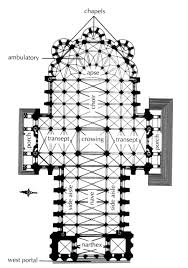 chapels
ambulatory
apse
choir
porch
transept
crossing
transept
porch
side aisle
nave
side aisle
narthex
west portal